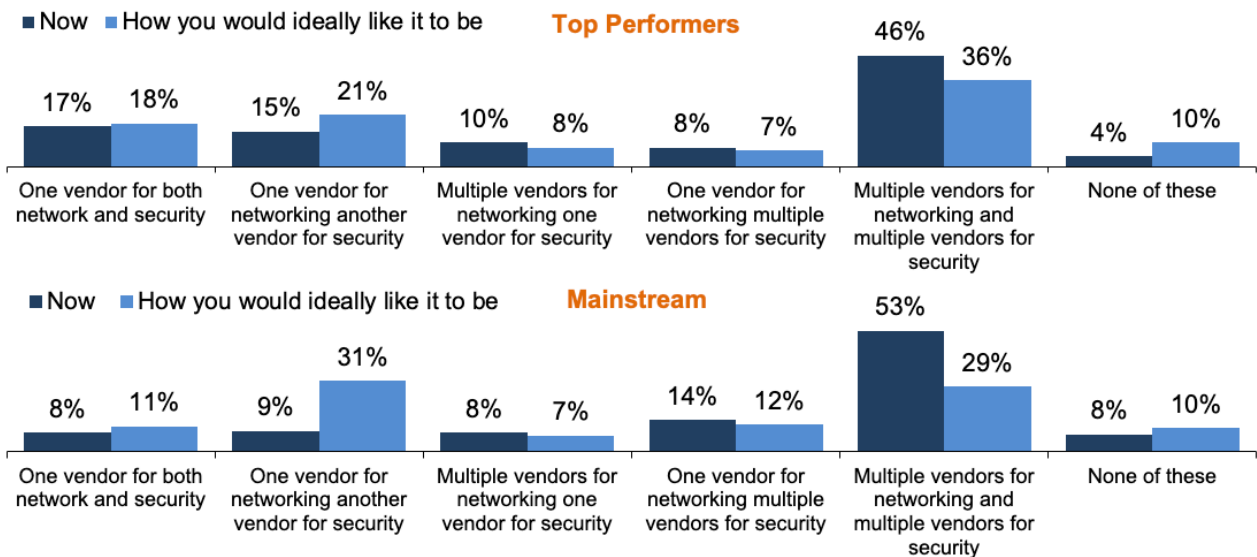 Now How you would ideally like it to be
Top Performers
17% 18% 15% 21% 10% 8% 8% 7% 46% 36% 4% 10%
One vendor for both
network and security
One vendor for
networking another
vendor for security
Multiple vendors for
networking one
vendor for security
One vendor for
networking multiple
vendors for security
Multiple vendors for
networking and
multiple vendors for
security
None of these
Now How you would ideally like it to be
Mainstream
8% 11% 9% 31% 8% 7% 14% 12% 53% 29% 8% 10%
One vendor for both
network and security
One vendor for
networking another
vendor for security
Multiple vendors for
networking one
vendor for security
One vendor for
networking multiple
vendors for security
Multiple vendors for
networking and
multiple vendors for
security
None of these